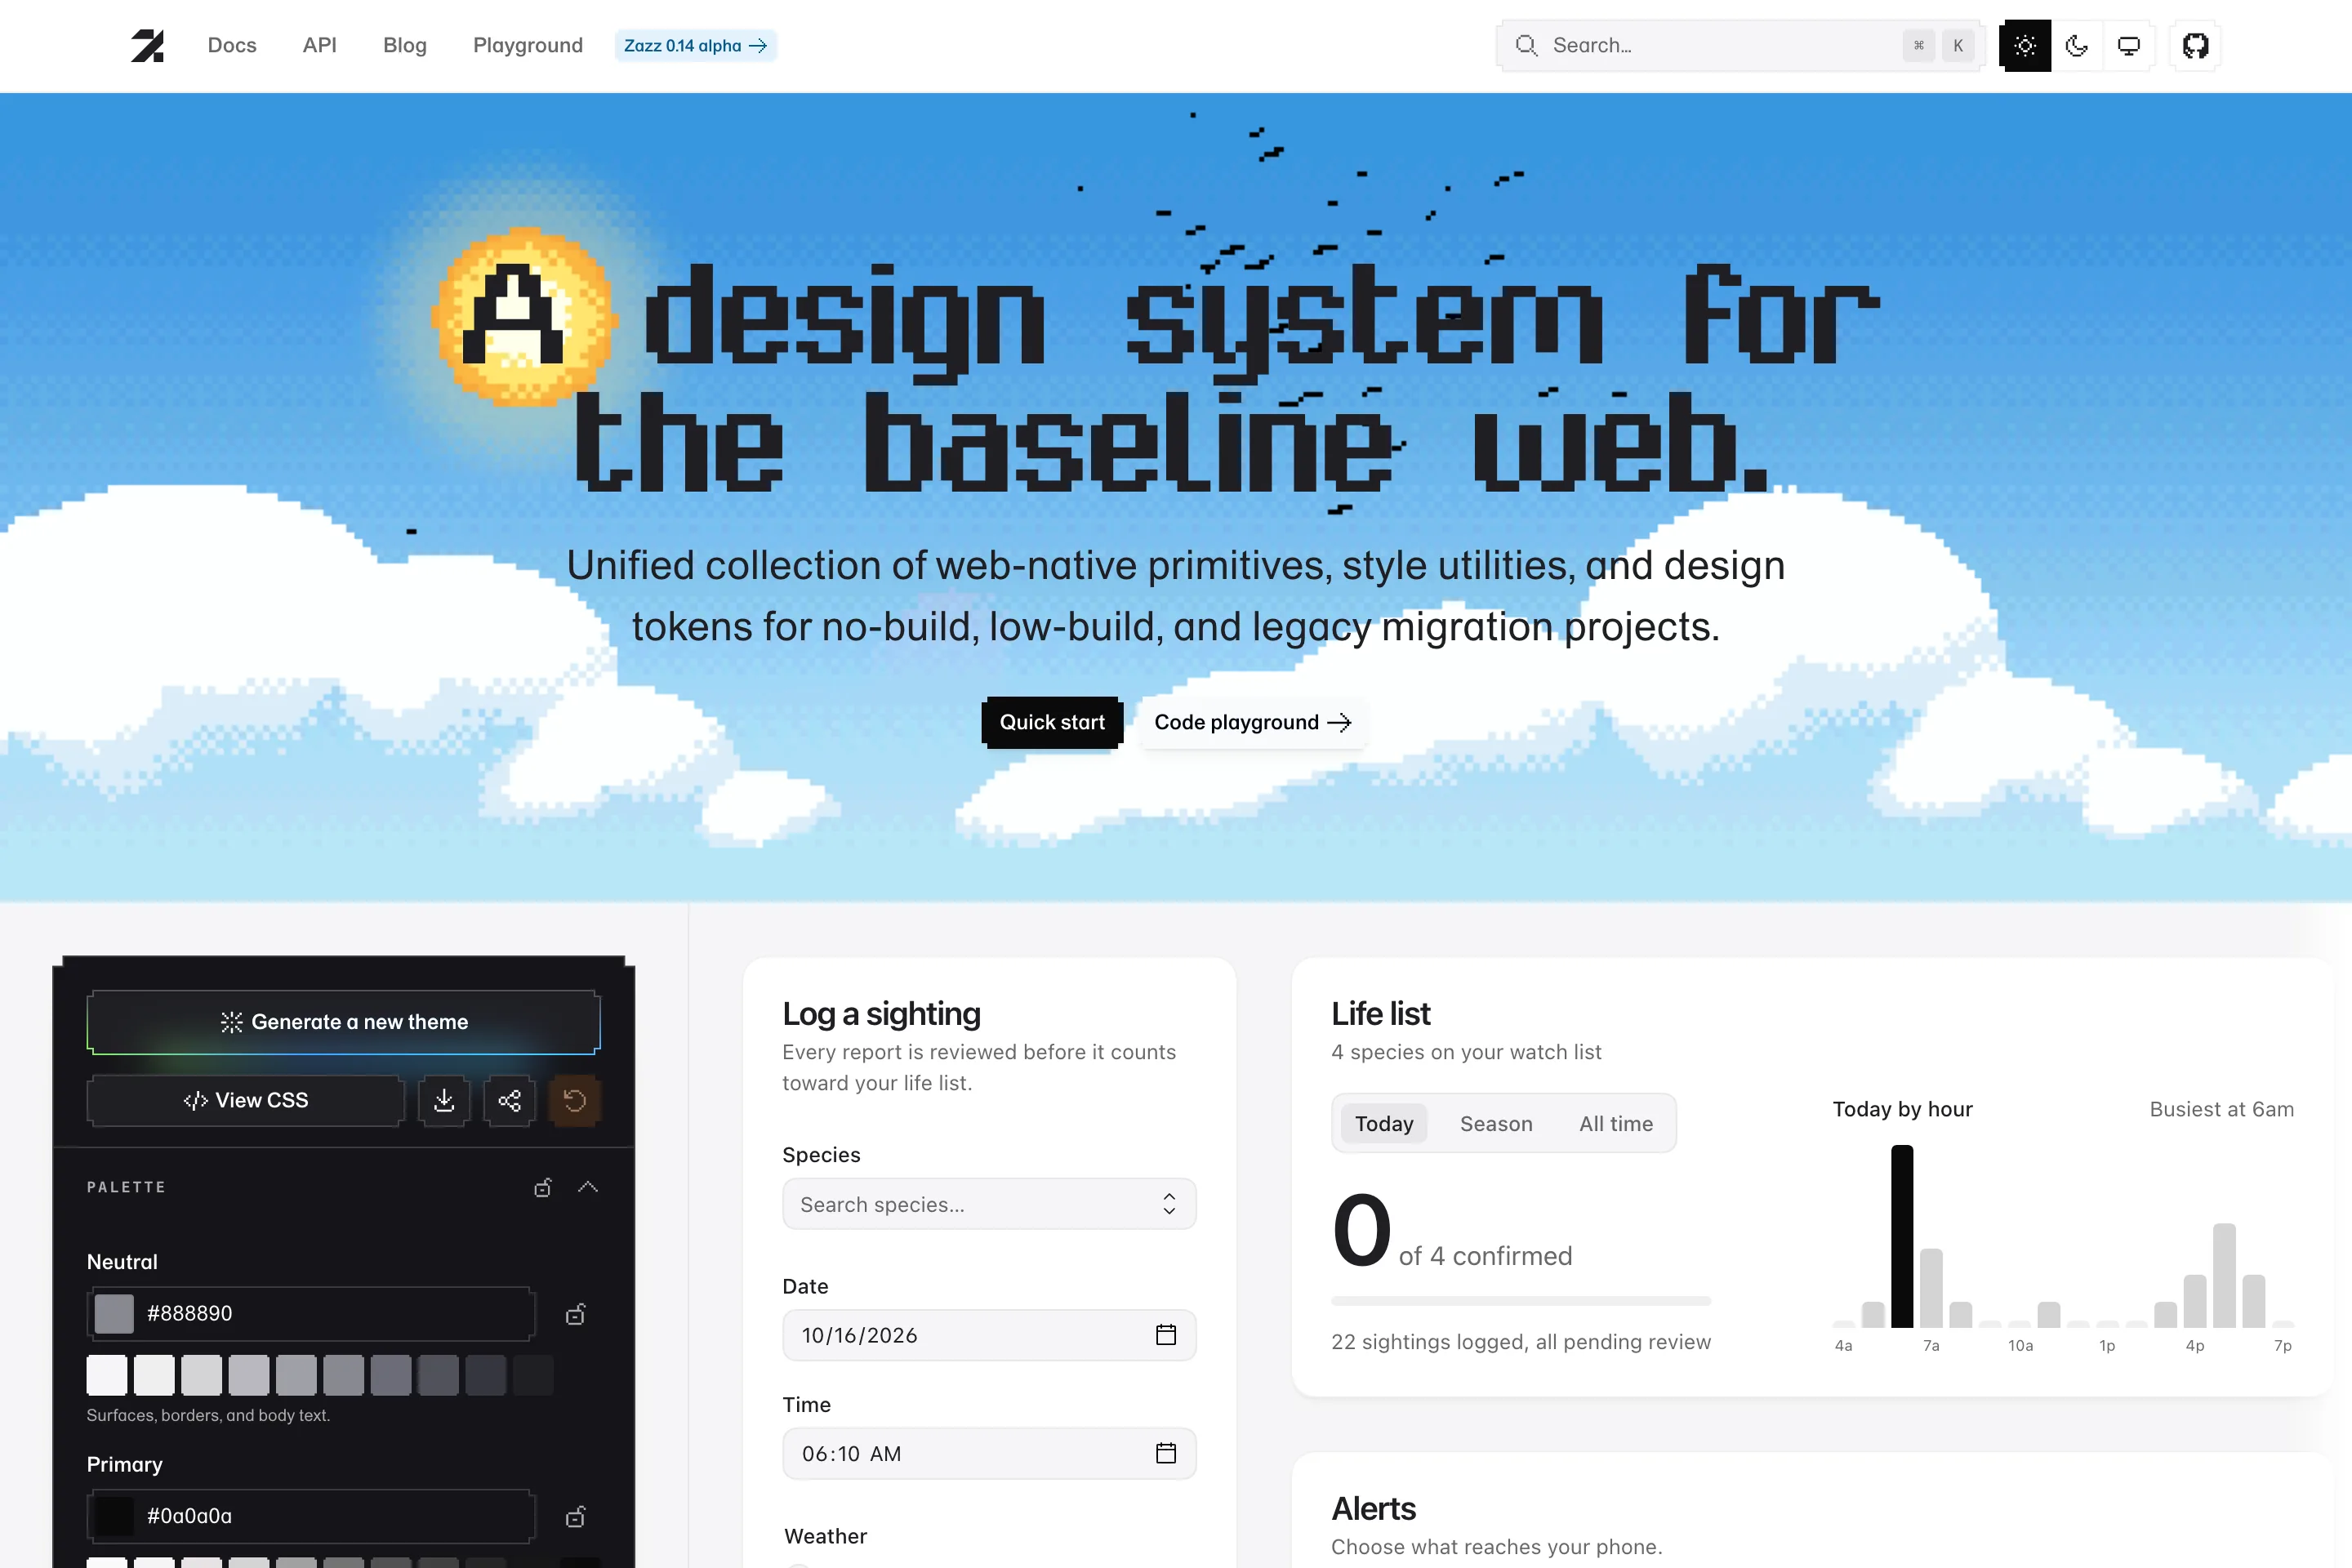 Docs
API
Blog
Playground
Zazz 0.14 alpha
Search...
⌘ K
A design system for
the baseline web.
Unified collection of web-native primitives, style utilities, and design
tokens for no-build, low-build, and legacy migration projects.
Quick start
Code playground
Generate a new theme
View CSS
PALETTE
Neutral
#888890
Surfaces, borders, and body text.
Primary
#0a0a0a
Log a sighting
Every report is reviewed before it counts
toward your life list.
Species
Search species...
Date
10/16/2026
Time
06:10 AM
Weather
Life list
4 species on your watch list
Today
Season
All time
0 of 4 confirmed
22 sightings logged, all pending review
Today by hour
Busiest at 6am
4a 7a 10a 1p 4p 7p
Alerts
Choose what reaches your phone.